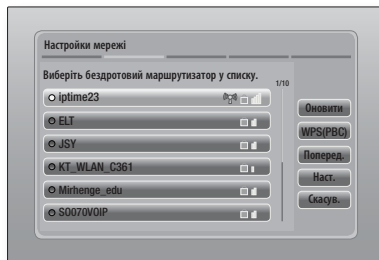 Настройки мережі
Виберіть бездротовий маршрутизатор у списку.
1/10
iptime23
ELT
JSY
KT_WLAN_C361
Mirhenge_edu
SO070VOIP
Оновити
WPS(PBC)
Поперед.
Наст.
Скасув.